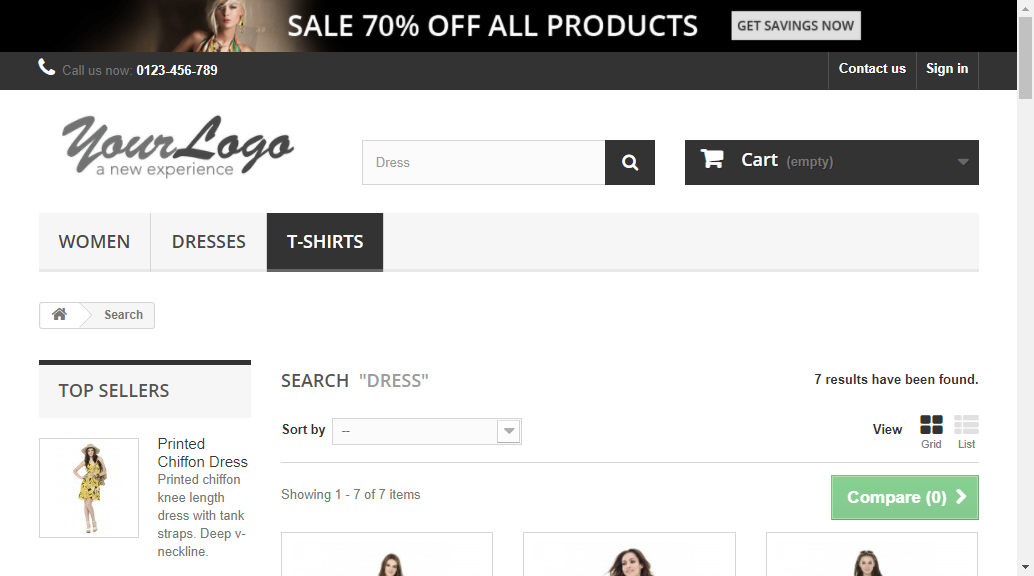 SALE 70% OFF ALL PRODUCTS
GET SAVINGS NOW
Call us now: 0123-456-789
Contact us
Sign in
YourLogo
a new experience
Dress
Cart (empty)
WOMEN
DRESSES
T-SHIRTS
Search
TOP SELLERS
Printed
Chiffon Dress
Printed chiffon
knee length
dress with tank
straps. Deep v-
neckline.
SEARCH "DRESS"
7 results have been found.
Sort by
--
View
Grid
List
Showing 1 - 7 of 7 items
Compare (0)